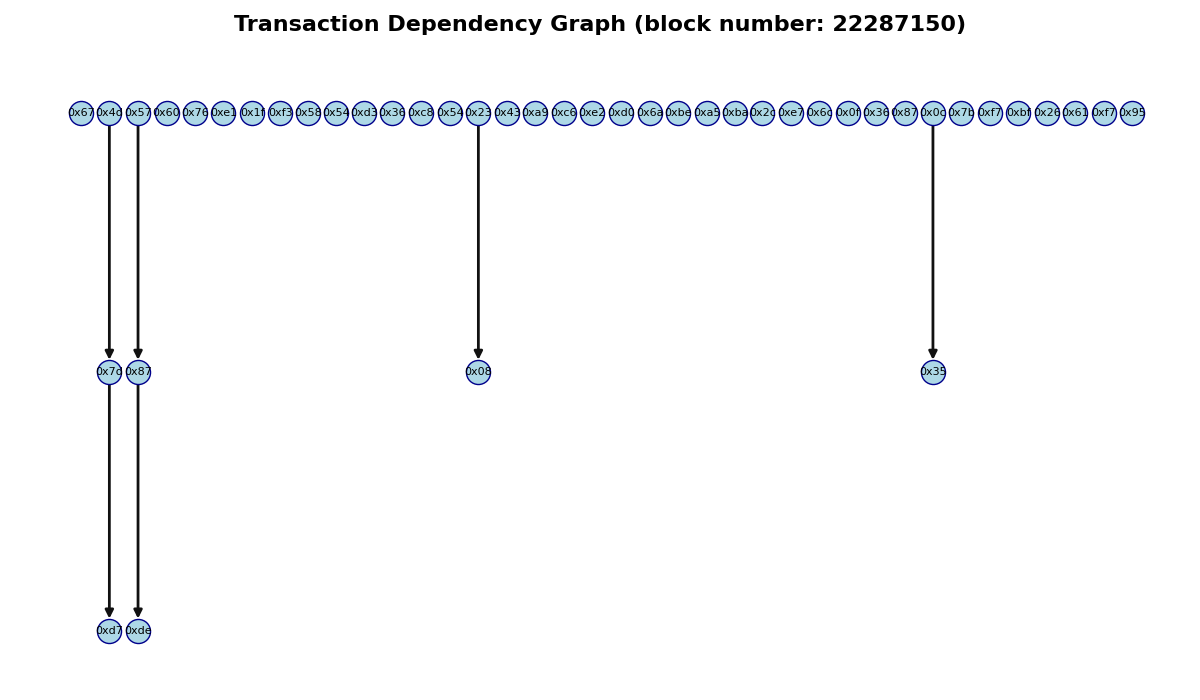 Transaction Dependency Graph (block number: 22287150)
0x67 0x4d 0x57 0x60 0x76 0xe1 0x1f 0xf3 0x58 0x54 0xd3 0x36 0xc8 0x54 0x23 0x43 0xa9 0xc6 0xe2 0xd0 0x6a 0xbe 0xa5 0xba 0x2c 0xe7 0x6c 0x0f 0x36 0x87 0x0c 0x7b 0xf7 0xbf 0x26 0x61 0xf7 0x95
0x7d 0x87 0x08 0x35
0xd7 0xde